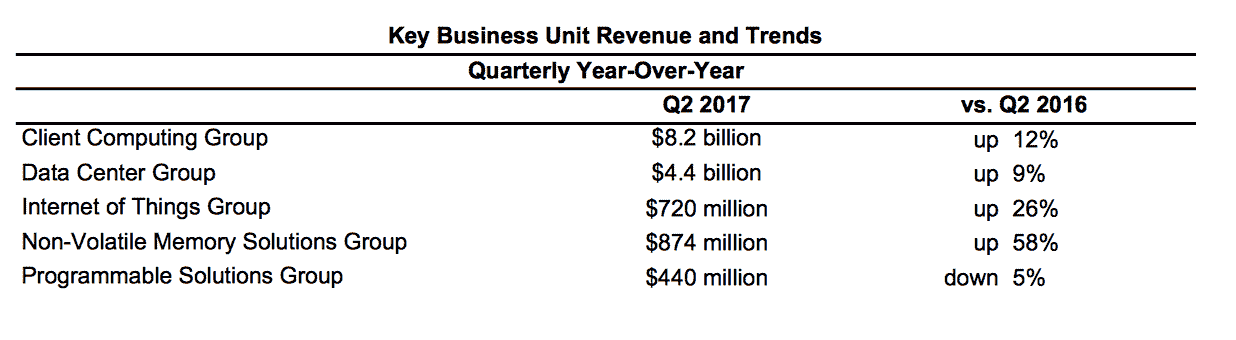 Key Business Unit Revenue and Trends
Quarterly Year-Over-Year
Q2 2017 vs. Q2 2016
Client Computing Group $8.2 billion up 12%
Data Center Group $4.4 billion up 9%
Internet of Things Group $720 million up 26%
Non-Volatile Memory Solutions Group $874 million up 58%
Programmable Solutions Group $440 million down 5%